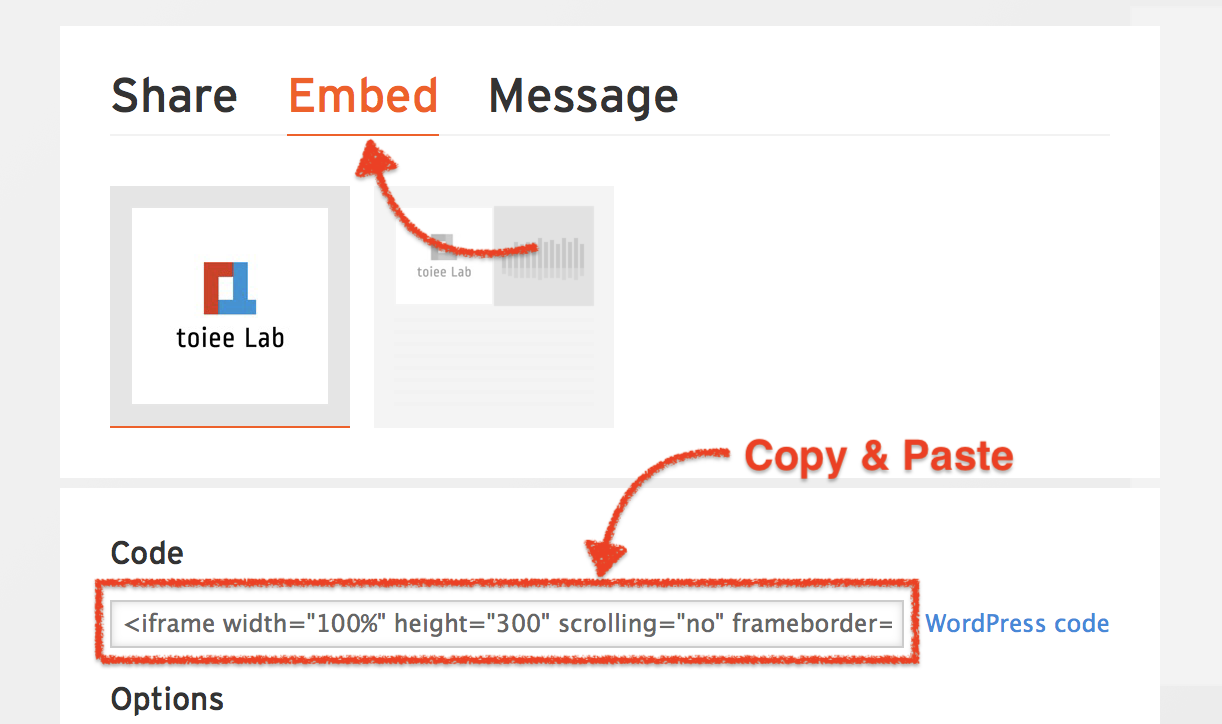 Share Embed Message
toiee Lab
toiee Lab
Copy & Paste
Code
<iframe width="100%" height="300" scrolling="no" frameborder=
WordPress code
Options